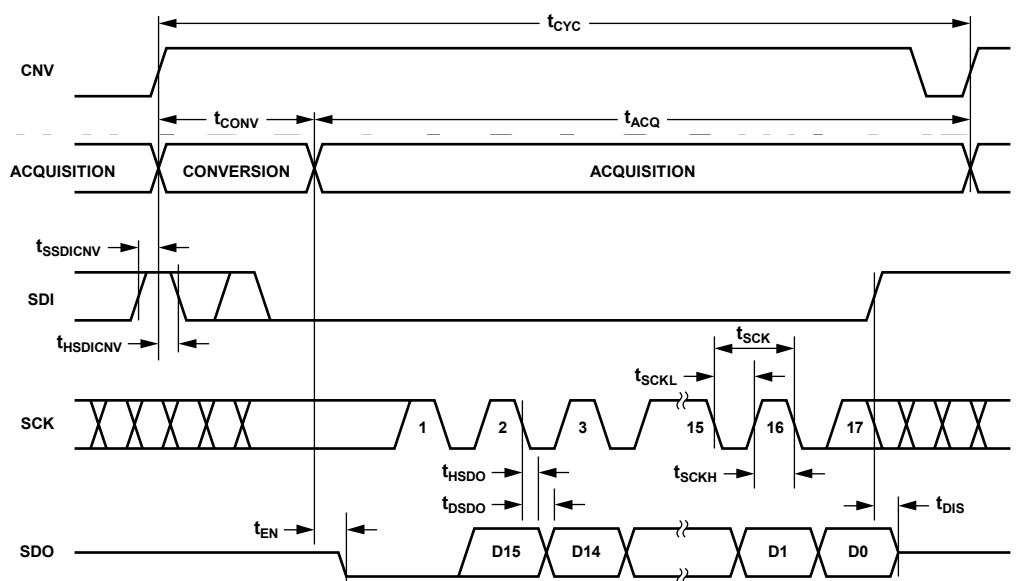 tCYC
CNV
tCONV
tACQ
ACQUISITION CONVERSION ACQUISITION
tSSDICNV
SDI
tHSDICNV
tSCK
tSCKL
SCK 1 2 3 15 16 17
tHSDO
tSCKH
tDSDO
tDIS
tEN
SDO D15 D14 D1 D0